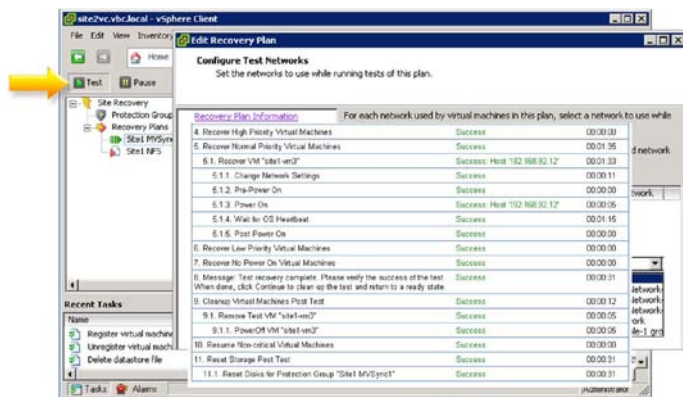 site2vc.vbc.local - vSphere Client
File Edit View Inventory
Home
Test Pause
Site Recovery
Protection Group
Recovery Plans
Site1 MVSync
Site1 NFS
Recent Tasks
Name
Register virtual machine
Unregister virtual mach
Delete datastore file
Tasks Alarms
Administrator
Edit Recovery Plan
Configure Test Networks
Set the networks to use while running tests of this plan.
Recovery Plan Information
For each network used by virtual machines in this plan, select a network to use while
d network
4. Recover High Priority Virtual Machines Success 00:00:00
5. Recover Normal Priority Virtual Machines Success 00:01:35
5.1. Recover VM "site1-vm3" Success: Host '192.168.92.12' 00:01:33
5.1.1. Change Network Settings Success 00:00:11
5.1.2. Pre-Power On Success 00:00:00
5.1.3. Power On Success: Host '192.168.92.12' 00:00:05
5.1.4. Wait for OS Heartbeat Success 00:01:15
5.1.5. Post Power On Success 00:00:00
6. Recover Low Priority Virtual Machines Success 00:00:00
7. Recover No Power On Virtual Machines Success 00:00:00
8. Message: Test recovery complete. Please verify the success of the test. Success 00:00:31
When done, click Continue to clean up the test and return to a ready state.
9. Cleanup Virtual Machines Post Test Success 00:00:12
9.1. Remove Test VM "site1-vm3" Success 00:00:05
9.1.1. PowerOff VM "site1-vm3" Success 00:00:05
10. Resume Non-critical Virtual Machines Success 00:00:00
11. Reset Storage Post Test Success 00:00:31
11.1. Reset Disks for Protection Group "Site1 MVSync1" Success 00:00:31